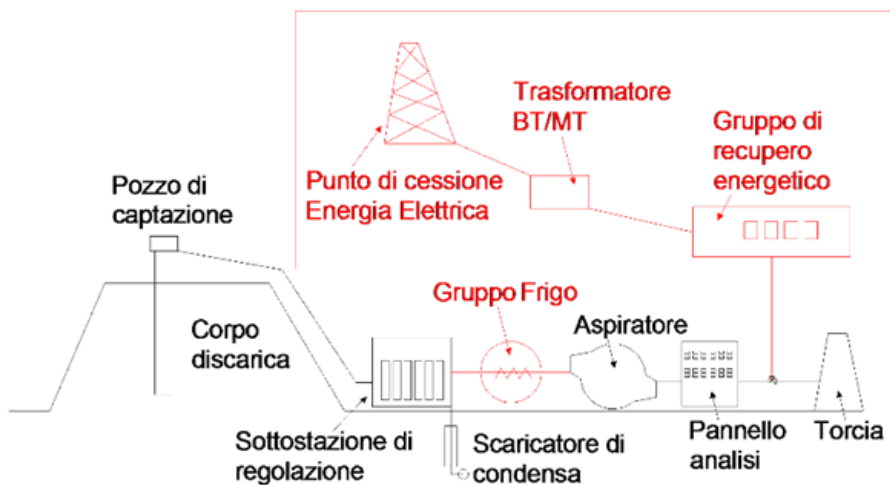 Trasformatore
BT/MT
Gruppo di
recupero
energetico
Punto di cessione
Energia Elettrica
Pozzo di
captazione
Gruppo Frigo
Aspiratore
Corpo
discarica
Sottostazione di
regolazione
Scaricatore di
condensa
Pannello
analisi
Torcia